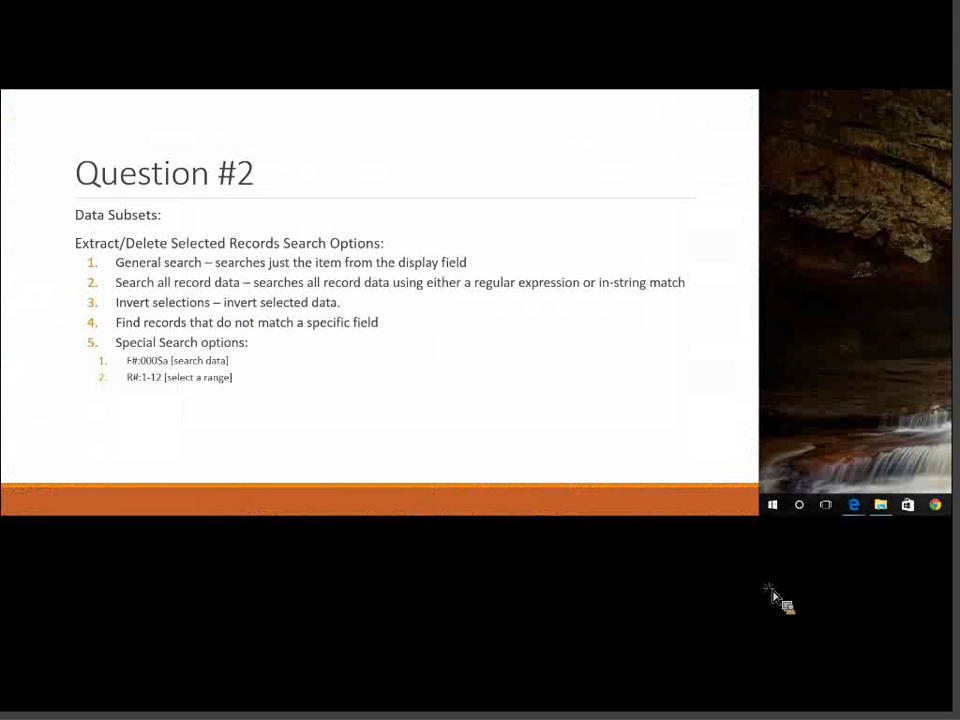 Question #2
Data Subsets:
Extract/Delete Selected Records Search Options:
1. General search – searches just the item from the display field
2. Search all record data – searches all record data using either a regular expression or in-string match
3. Invert selections – invert selected data.
4. Find records that do not match a specific field
5. Special Search options:
1. F#:000$a [search data]
2. R#:1-12 [select a range]